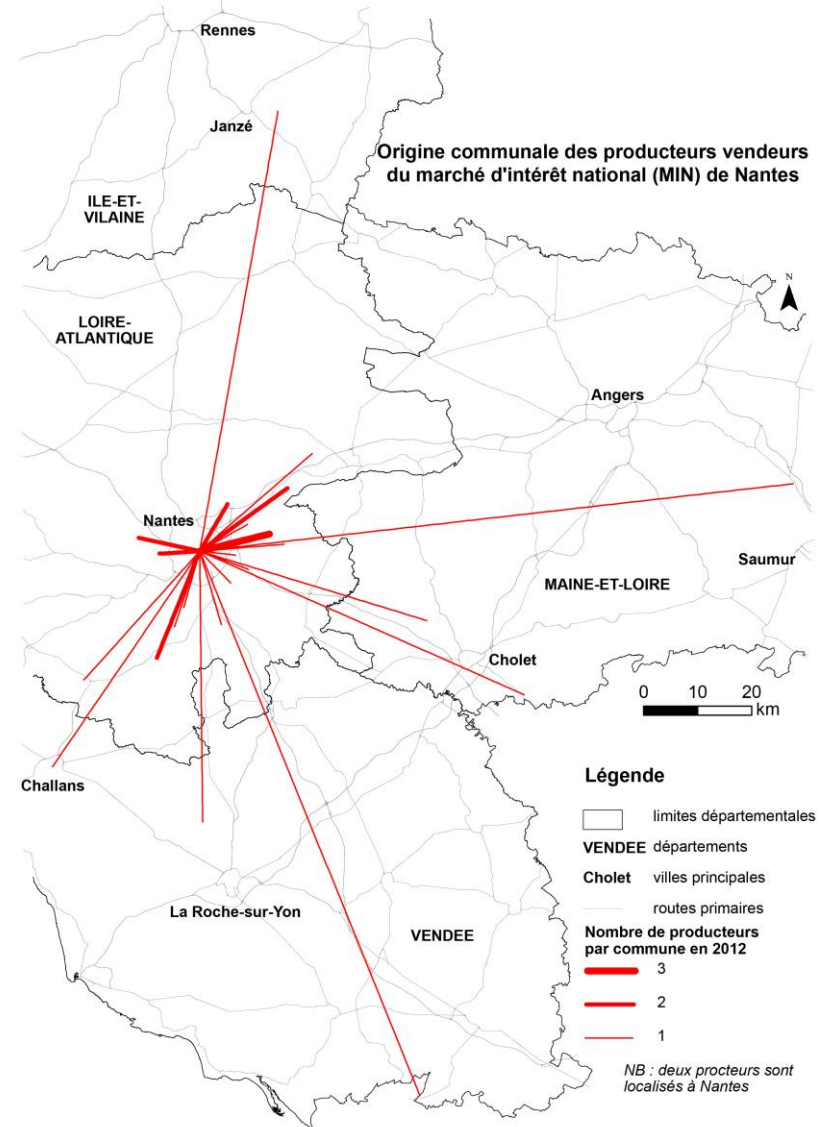 Rennes
Janzé
Origine communale des producteurs vendeurs
du marché d'intérêt national (MIN) de Nantes
ILE-ET-
VILAINE
N
LOIRE-
ATLANTIQUE
Angers
Nantes
Saumur
MAINE-ET-LOIRE
Cholet
0 10 20
km
Challans
Légende
limites départementales
VENDEE départements
Cholet villes principales
routes primaires
La Roche-sur-Yon
VENDEE
Nombre de producteurs
par commune en 2012
3
2
1
NB : deux procteurs sont
localisés à Nantes